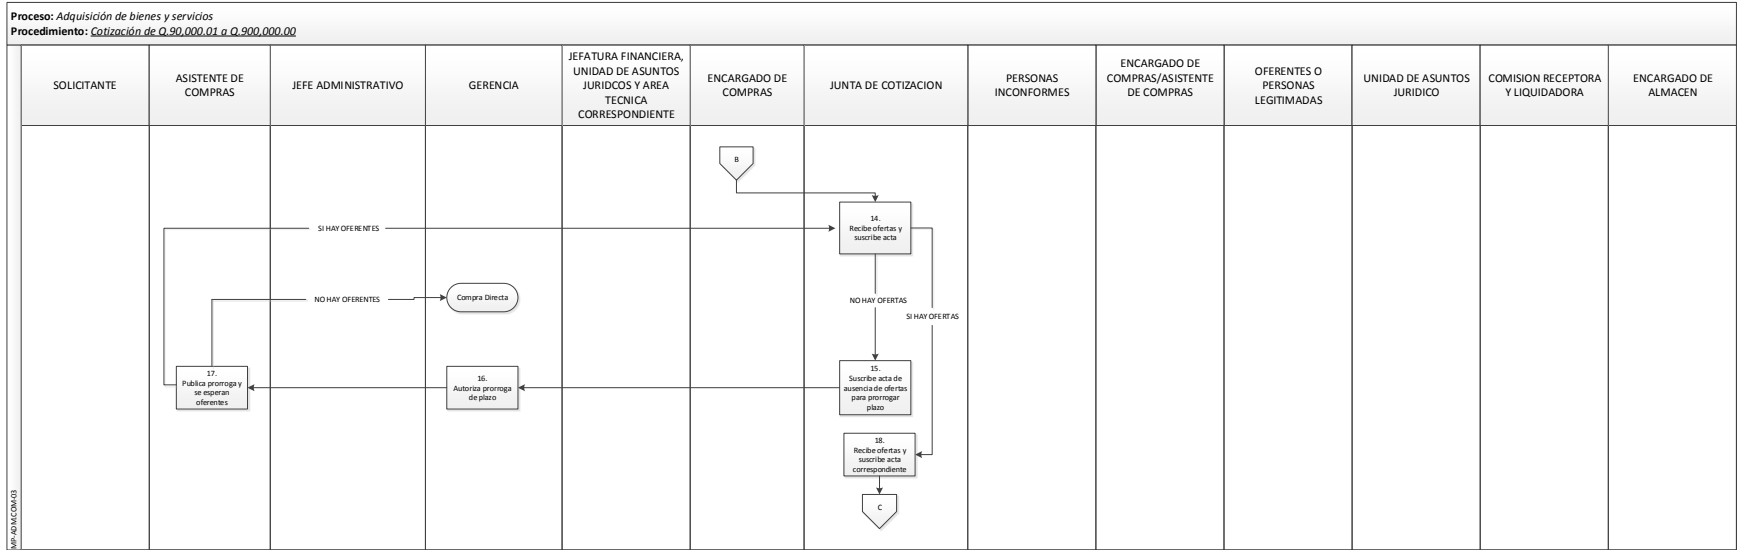 Proceso: Adquisición de bienes y servicios
Procedimiento: Cotización de Q.90,000.01 a Q.900,000.00
SOLICITANTE
ASISTENTE DE
COMPRAS
JEFE ADMINISTRATIVO
GERENCIA
JEFATURA FINANCIERA,
UNIDAD DE ASUNTOS
JURIDCOS Y AREA
TECNICA
CORRESPONDIENTE
ENCARGADO DE
COMPRAS
JUNTA DE COTIZACION
PERSONAS
INCONFORMES
ENCARGADO DE
COMPRAS/ASISTENTE
DE COMPRAS
OFERENTES O
PERSONAS
LEGITIMADAS
UNIDAD DE ASUNTOS
JURIDICO
COMISION RECEPTORA
Y LIQUIDADORA
ENCARGADO DE
ALMACEN
B
14.
Recibe ofertas y
suscribe acta
SI HAY OFERENTES
NO HAY OFERENTES
Compra Directa
NO HAY OFERTAS
SI HAY OFERTAS
17.
Publica prorroga y
se esperan
oferentes
16.
Autoriza prorroga
de plazo
15.
Suscribe acta de
ausencia de ofertas
para prorrogar
plazo
18.
Recibe ofertas y
suscribe acta
correspondiente
C
MP-ADM.COM-03